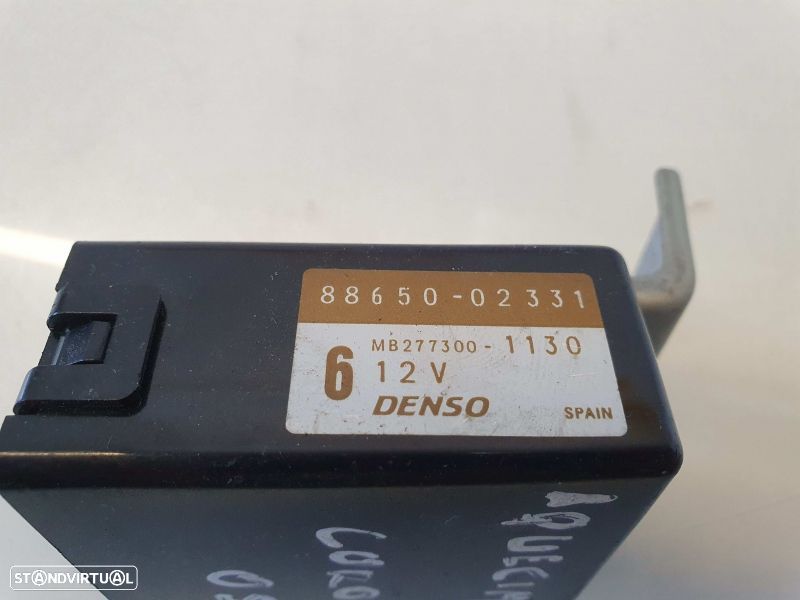 88650-02331
MB277300-1130
6 12V
DENSO SPAIN
STANDVIRTUAL